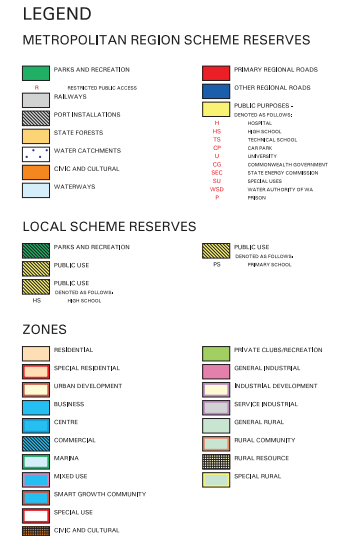 LEGEND
METROPOLITAN REGION SCHEME RESERVES
PARKS AND RECREATION
R RESTRICTED PUBLIC ACCESS
RAILWAYS
PORT INSTALLATIONS
STATE FORESTS
WATER CATCHMENTS
CIVIC AND CULTURAL
WATERWAYS
PRIMARY REGIONAL ROADS
OTHER REGIONAL ROADS
PUBLIC PURPOSES -
DENOTED AS FOLLOWS:
H HOSPITAL
HS HIGH SCHOOL
TS TECHNICAL SCHOOL
CP CAR PARK
U UNIVERSITY
CG COMMONWEALTH GOVERNMENT
SEC STATE ENERGY COMMISSION
SU SPECIAL USES
WSD WATER AUTHORITY OF WA
P PRISON
LOCAL SCHEME RESERVES
PARKS AND RECREATION
PUBLIC USE
PUBLIC USE
DENOTED AS FOLLOWS:
HS HIGH SCHOOL
PUBLIC USE
DENOTED AS FOLLOWS:
PS PRIMARY SCHOOL
ZONES
RESIDENTIAL
SPECIAL RESIDENTIAL
URBAN DEVELOPMENT
BUSINESS
CENTRE
COMMERCIAL
MARINA
MIXED USE
SMART GROWTH COMMUNITY
SPECIAL USE
CIVIC AND CULTURAL
PRIVATE CLUBS/RECREATION
GENERAL INDUSTRIAL
INDUSTRIAL DEVELOPMENT
SERVICE INDUSTRIAL
GENERAL RURAL
RURAL COMMUNITY
RURAL RESOURCE
SPECIAL RURAL